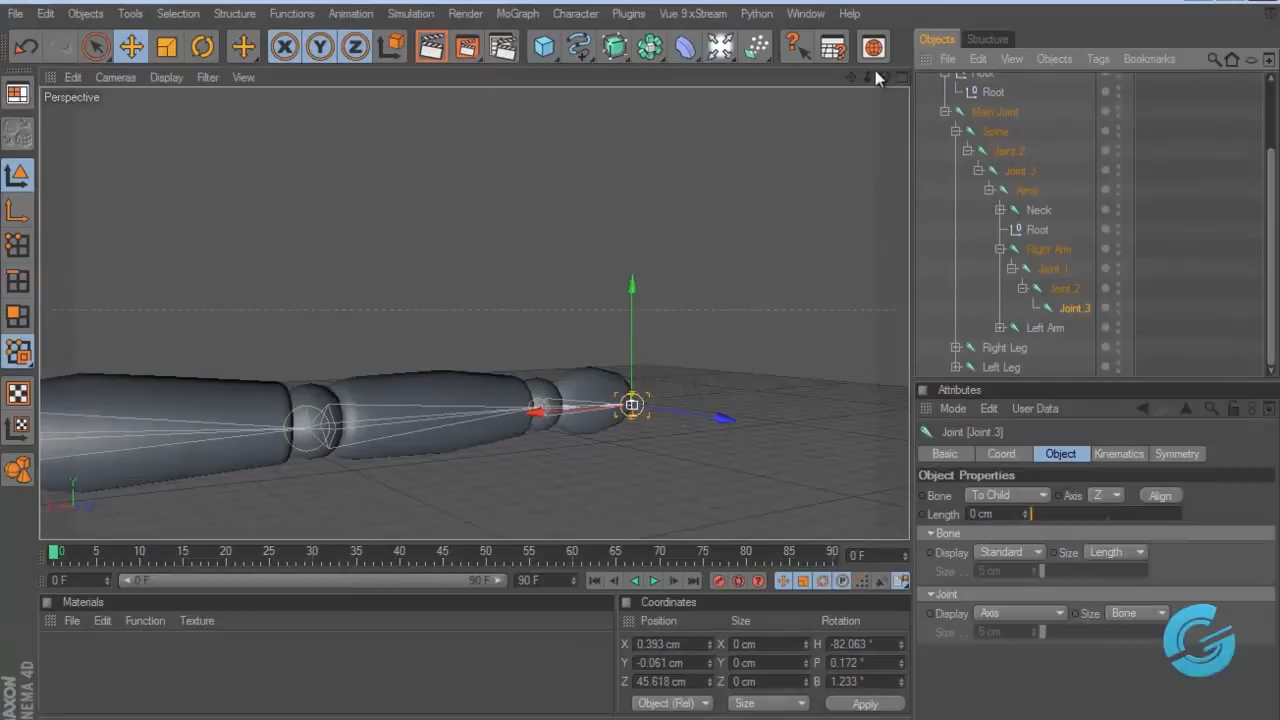 File Edit Objects Tools Selection Structure Functions Animation Simulation Render MoGraph Character Plugins Vue 9 xStream Python Window Help
Objects Structure
File Edit View Objects Tags Bookmarks
Edit Cameras Display Filter View
Perspective
Root
Main Joint
Spine
Joint.2
Joint.3
Arms
Neck
Root
Right Arm
Joint.1
Joint.2
Joint.3
Left Arm
Right Leg
Left Leg
Attributes
Mode Edit User Data
Joint [Joint.3]
Basic Coord Object Kinematics Symmetry
Object Properties
Bone To Child Axis Z Align
Length 0 cm
Bone
Display Standard Size Length
Size . . 5 cm
Joint
Display Axis Size Bone
Size . . 5 cm
Y
0 5 10 15 20 25 30 35 40 45 50 55 60 65 70 75 80 85 90 0 F
0 F 0 F 90 F 90 F
Materials
File Edit Function Texture
Coordinates
Position Size Rotation
X 0.393 cm X 0 cm H -82.063 °
Y -0.061 cm Y 0 cm P 0.172 °
Z 45.618 cm Z 0 cm B 1.233 °
Object (Rel) Size Apply
MAXON
CINEMA 4D